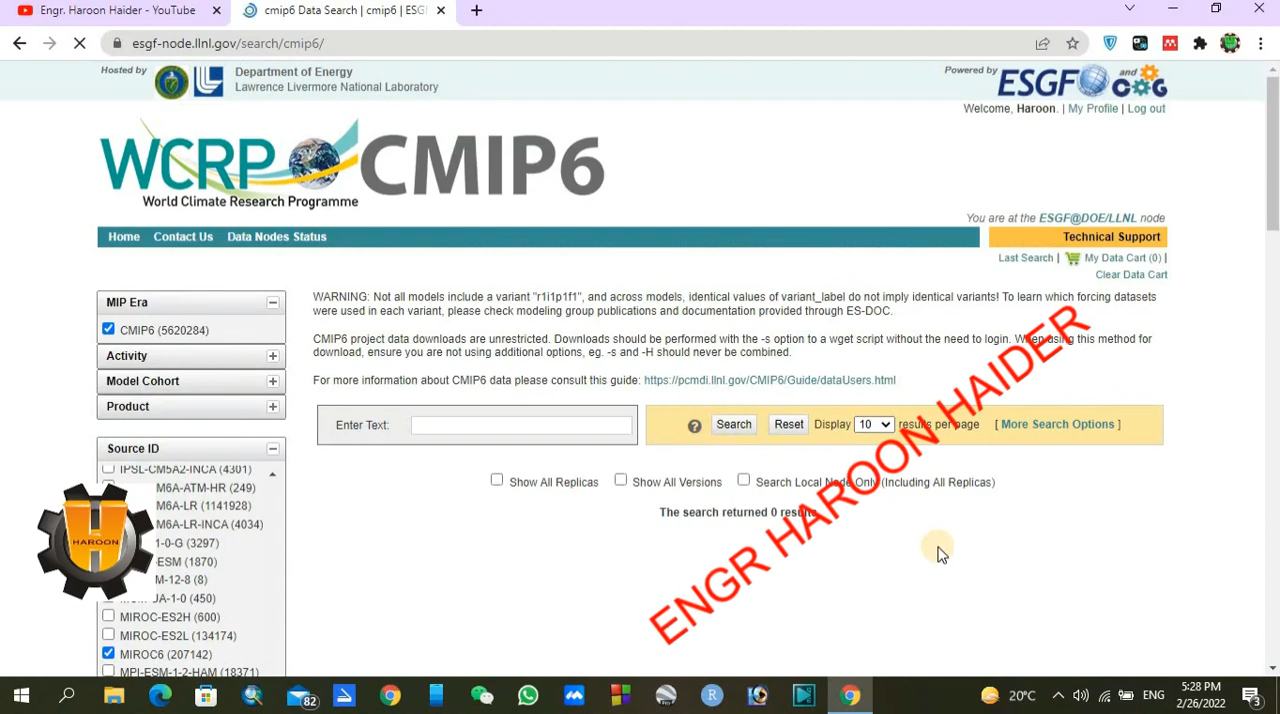 Engr. Haroon Haider - YouTube
cmip6 Data Search | cmip6 | ESGF
esgf-node.llnl.gov/search/cmip6/
Hosted by
Department of Energy
Lawrence Livermore National Laboratory
Powered by
ESGF and CoG
Welcome, Haroon. | My Profile | Log out
WCRP CMIP6
World Climate Research Programme
You are at the ESGF@DOE/LLNL node
Home Contact Us Data Nodes Status
Technical Support
Last Search | My Data Cart (0) |
Clear Data Cart
MIP Era
CMIP6 (5620284)
Activity
Model Cohort
Product
WARNING: Not all models include a variant "r1i1p1f1", and across models, identical values of variant_label do not imply identical variants! To learn which forcing datasets
were used in each variant, please check modeling group publications and documentation provided through ES-DOC.
CMIP6 project data downloads are unrestricted. Downloads should be performed with the -s option to a wget script without the need to login. When using this method for
download, ensure you are not using additional options, eg. -s and -H should never be combined.
For more information about CMIP6 data please consult this guide: https://pcmdi.llnl.gov/CMIP6/Guide/dataUsers.html
Enter Text:
? Search Reset Display 10 results per page [ More Search Options ]
Show All Replicas Show All Versions Search Local Node Only (Including All Replicas)
The search returned 0 results
Source ID
IPSL-CM5A2-INCA (4301)
M6A-ATM-HR (249)
M6A-LR (1141928)
M6A-LR-INCA (4034)
1-0-G (3297)
-ESM (1870)
M-12-8 (8)
UA-1-0 (450)
MIROC-ES2H (600)
MIROC-ES2L (134174)
MIROC6 (207142)
MPI-ESM-1-2-HAM (18371)
H
HAROON
ENGR HAROON HAIDER
82
R
20°C
ENG
5:28 PM
2/26/2022
3